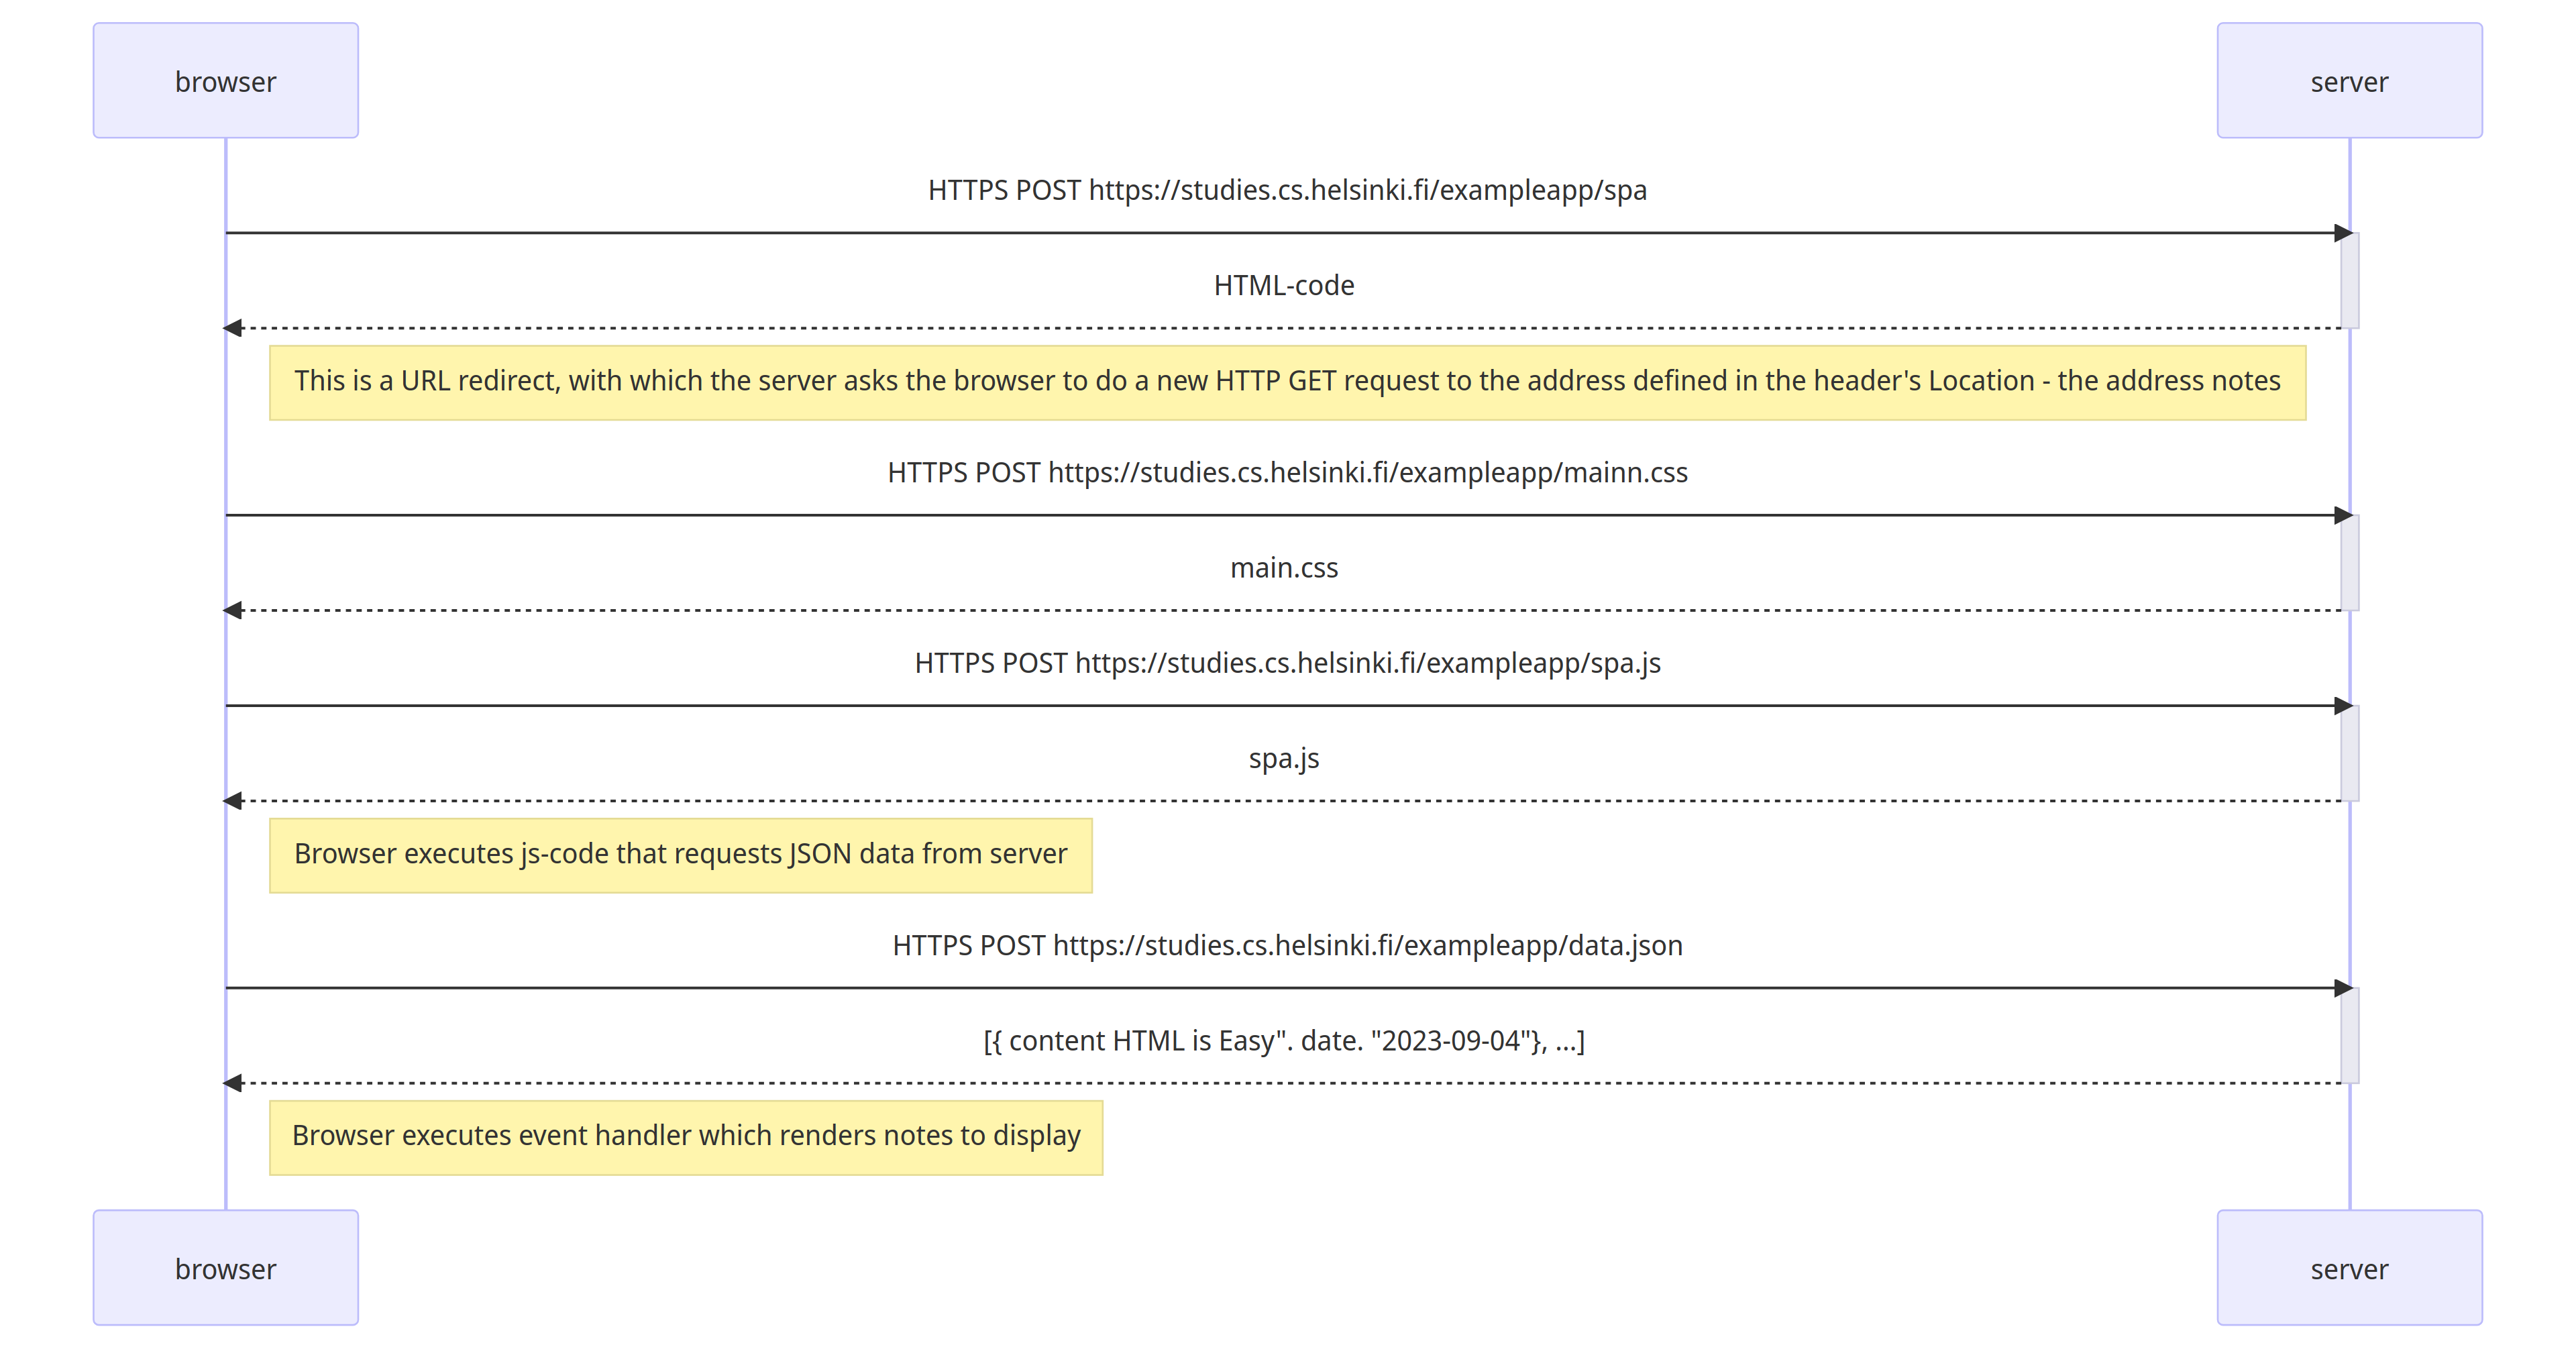 browser
server
HTTPS POST https://studies.cs.helsinki.fi/exampleapp/spa
HTML-code
This is a URL redirect, with which the server asks the browser to do a new HTTP GET request to the address defined in the header's Location - the address notes
HTTPS POST https://studies.cs.helsinki.fi/exampleapp/mainn.css
main.css
HTTPS POST https://studies.cs.helsinki.fi/exampleapp/spa.js
spa.js
Browser executes js-code that requests JSON data from server
HTTPS POST https://studies.cs.helsinki.fi/exampleapp/data.json
[{ content HTML is Easy". date. "2023-09-04"}, ...]
Browser executes event handler which renders notes to display
browser
server